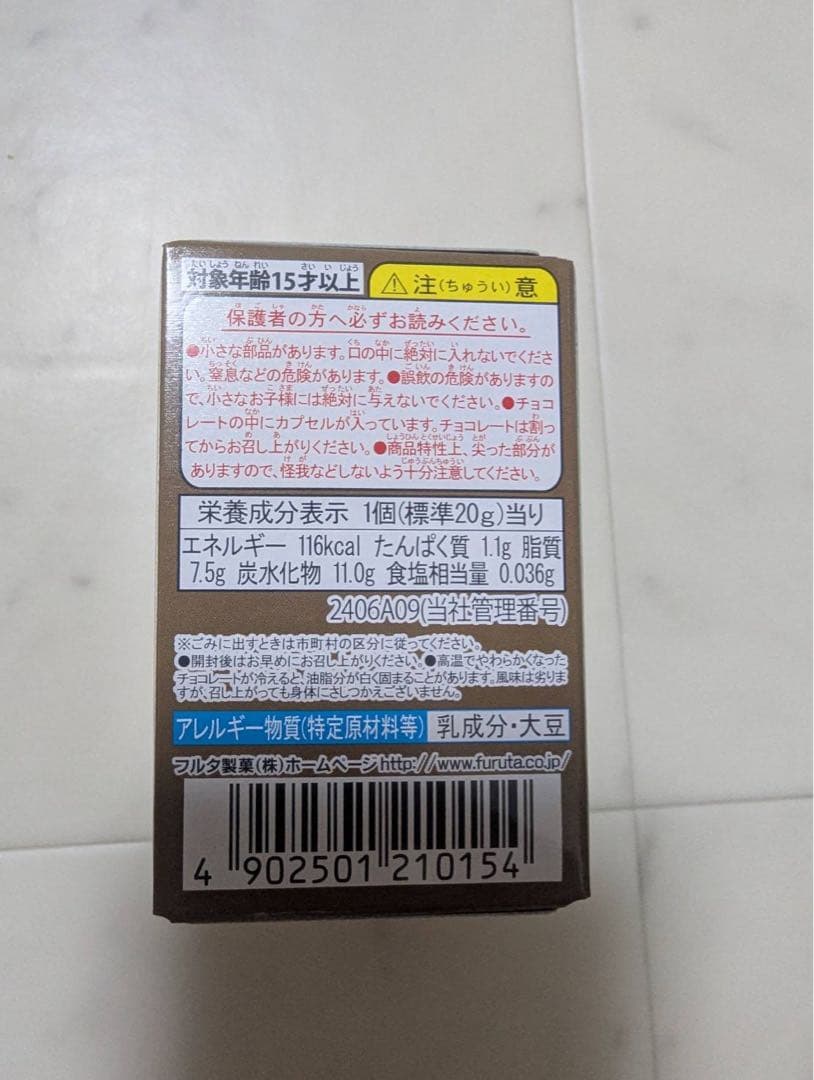 対象年齢15才以上
⚠注(ちゅうい)意
保護者の方へ必ずお読みください。
●小さな部品があります。口の中に絶対に入れないでくださ
い。窒息などの危険があります。●誤飲の危険がありますの
で、小さなお子様には絶対に与えないでください。●チョコ
レートの中にカプセルが入っています。チョコレートは割っ
てからお召し上がりください。●商品特性上、尖った部分が
ありますので、怪我などしないよう十分注意してください。
栄養成分表示 1個(標準20g)当り
エネルギー 116kcal たんぱく質 1.1g 脂質
7.5g 炭水化物 11.0g 食塩相当量 0.036g
2406A09(当社管理番号)
※ごみに出すときは市町村の区分に従ってください。
●開封後はお早めにお召し上がりください。●高温でやわらかくなった
チョコレートが冷えると、油脂分が白く固まることがあります。風味は劣りま
すが、召し上がっても身体にさしつかえございません。
アレルギー物質(特定原材料等) 乳成分・大豆
フルタ製菓(株)ホームページhttp://www.furuta.co.jp/
4 902501 210154